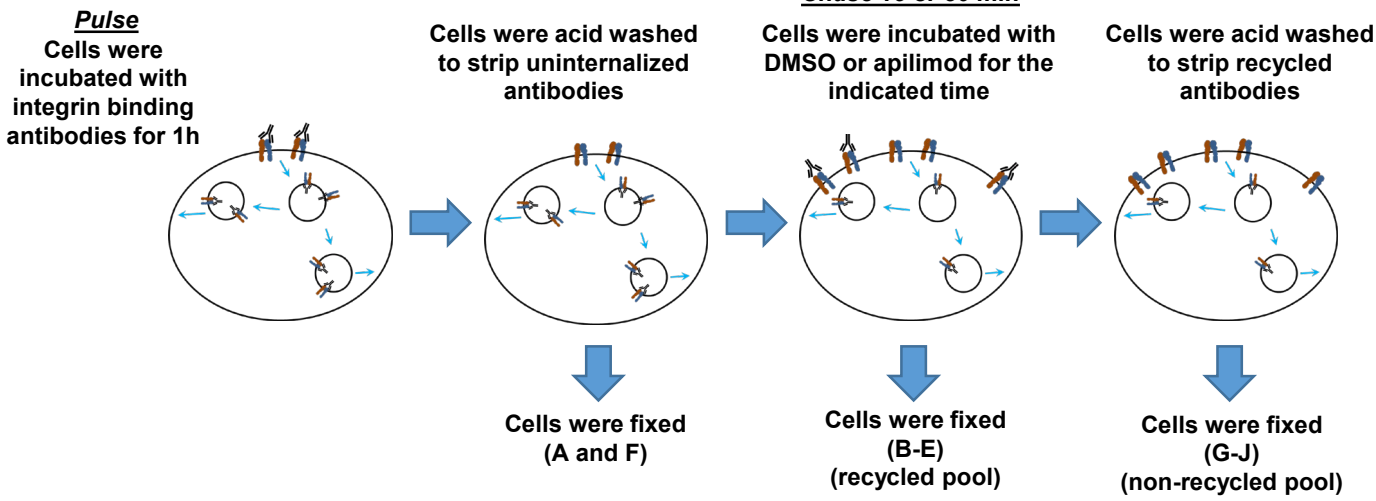 Pulse
Cells were
incubated with
integrin binding
antibodies for 1h
Cells were acid washed
to strip uninternalized
antibodies
Cells were incubated with
DMSO or apilimod for the
indicated time
Cells were acid washed
to strip recycled
antibodies
Cells were fixed
(A and F)
Cells were fixed
(B-E)
(recycled pool)
Cells were fixed
(G-J)
(non-recycled pool)